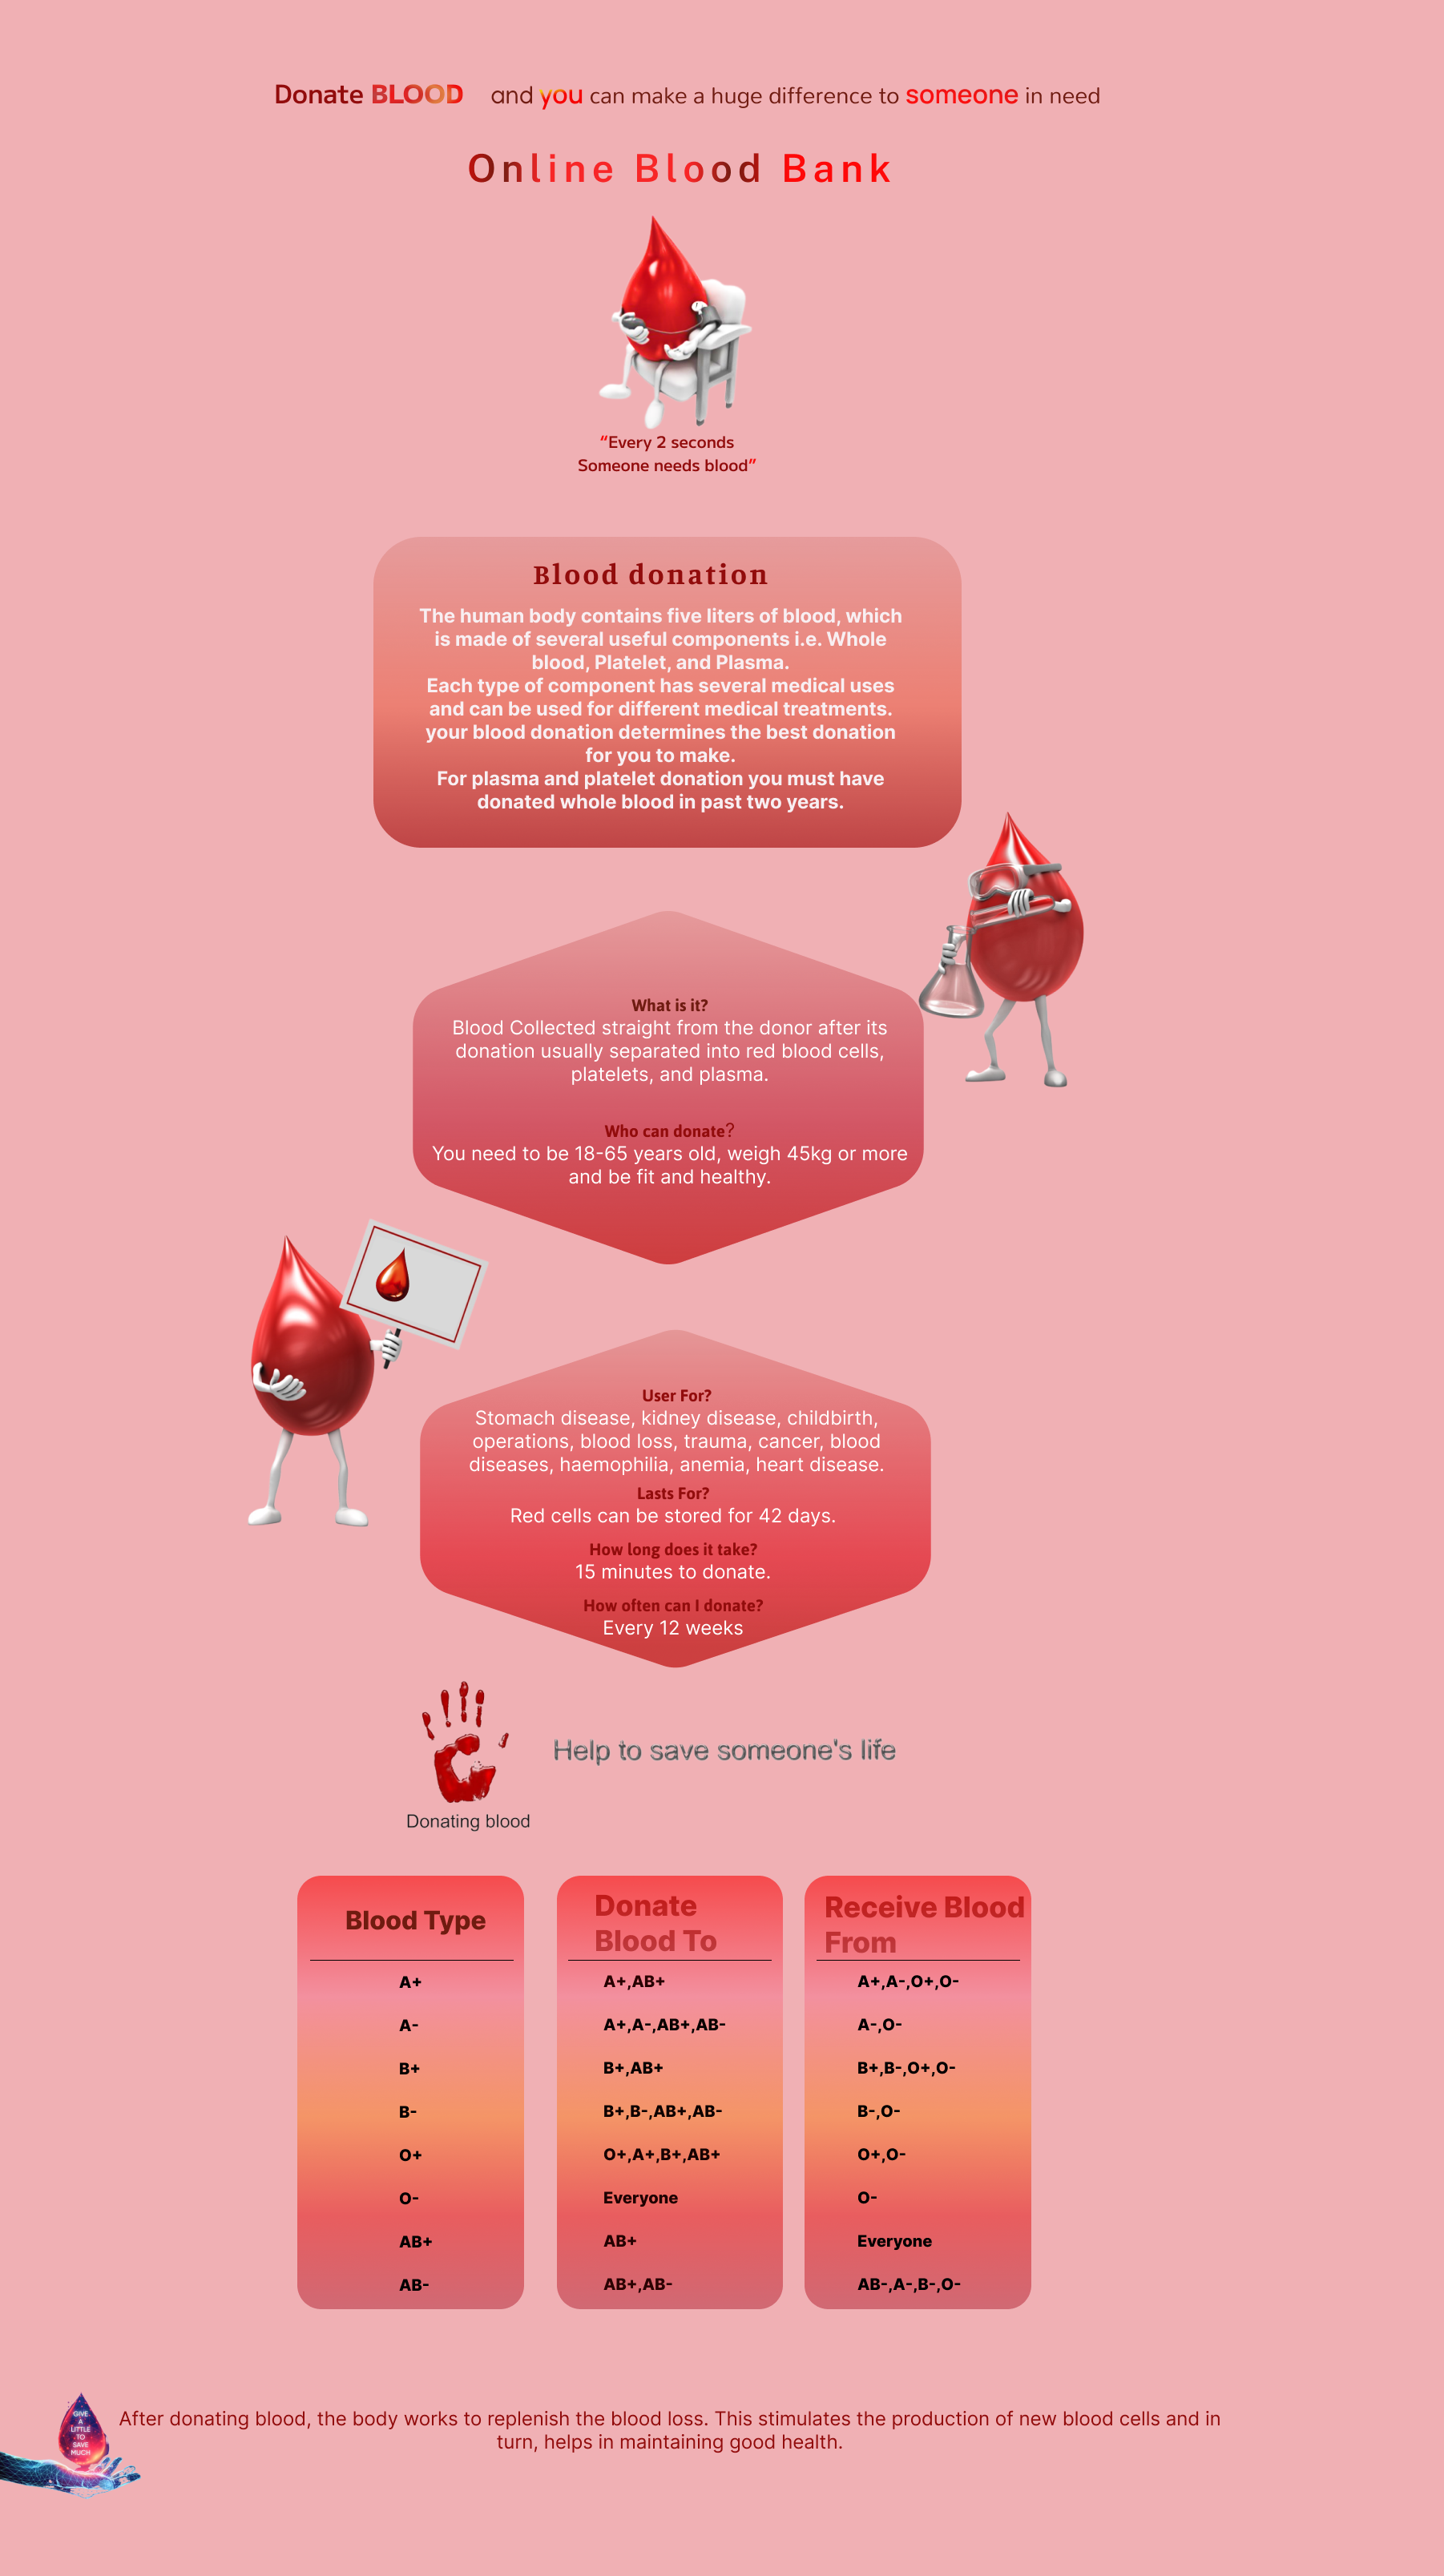 Donate BLOOD and you can make a huge difference to someone in need
Online Blood Bank
“Every 2 seconds
Someone needs blood”
Blood donation
The human body contains five liters of blood, which
is made of several useful components i.e. Whole
blood, Platelet, and Plasma.
Each type of component has several medical uses
and can be used for different medical treatments.
your blood donation determines the best donation
for you to make.
For plasma and platelet donation you must have
donated whole blood in past two years.
What is it?
Blood Collected straight from the donor after its
donation usually separated into red blood cells,
platelets, and plasma.
Who can donate?
You need to be 18-65 years old, weigh 45kg or more
and be fit and healthy.
User For?
Stomach disease, kidney disease, childbirth,
operations, blood loss, trauma, cancer, blood
diseases, haemophilia, anemia, heart disease.
Lasts For?
Red cells can be stored for 42 days.
How long does it take?
15 minutes to donate.
How often can I donate?
Every 12 weeks
Help to save someone's life
Donating blood
Blood Type
A+
A-
B+
B-
O+
O-
AB+
AB-
Donate
Blood To
A+,AB+
A+,A-,AB+,AB-
B+,AB+
B+,B-,AB+,AB-
O+,A+,B+,AB+
Everyone
AB+
AB+,AB-
Receive Blood
From
A+,A-,O+,O-
A-,O-
B+,B-,O+,O-
B-,O-
O+,O-
O-
Everyone
AB-,A-,B-,O-
GIVE
A
LITTLE
TO
SAVE
MUCH
After donating blood, the body works to replenish the blood loss. This stimulates the production of new blood cells and in
turn, helps in maintaining good health.